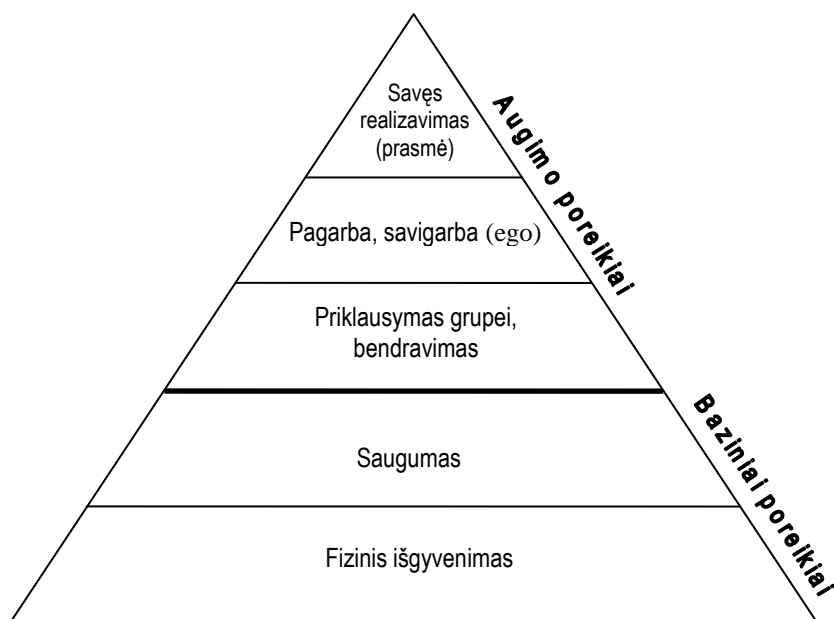 Savęs
realizavimas
(prasmė)
Augimo poreikiai
Pagarba, savigarba (ego)
Priklausymas grupei,
bendravimas
Baziniai poreikiai
Saugumas
Fizinis išgyvenimas